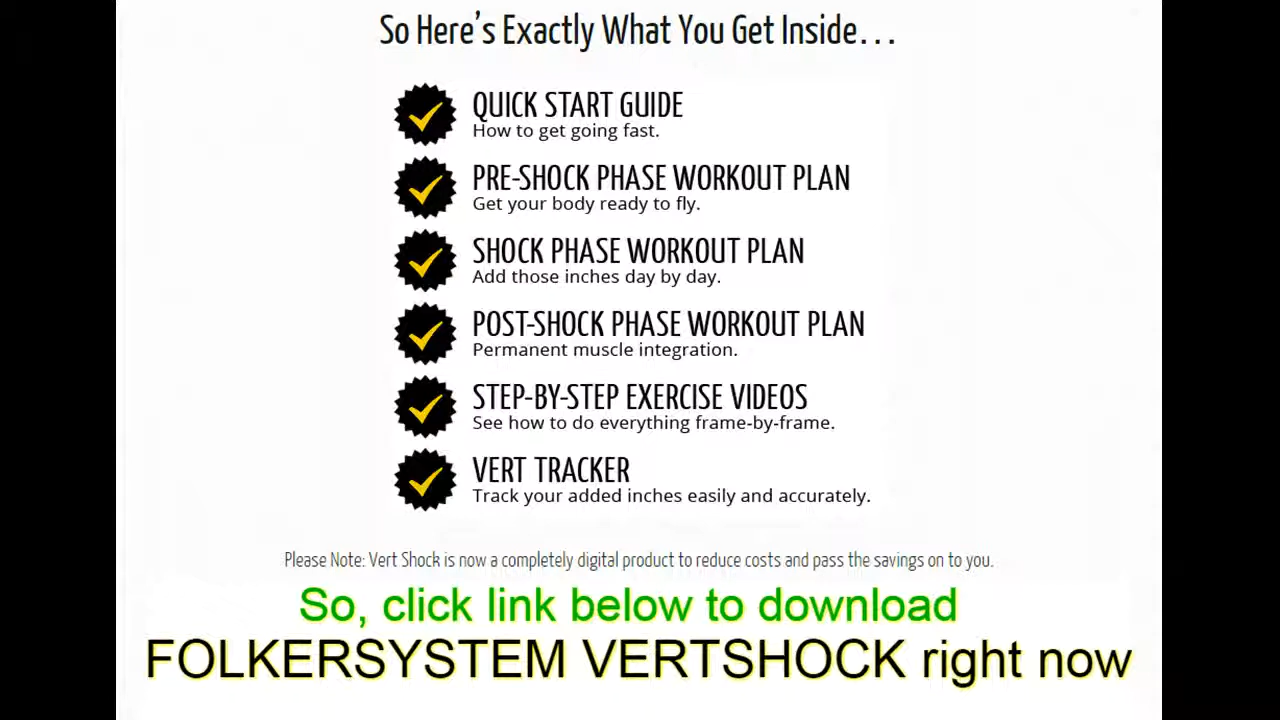 So Here's Exactly What You Get Inside...
QUICK START GUIDE
How to get going fast.
PRE-SHOCK PHASE WORKOUT PLAN
Get your body ready to fly.
SHOCK PHASE WORKOUT PLAN
Add those inches day by day.
POST-SHOCK PHASE WORKOUT PLAN
Permanent muscle integration.
STEP-BY-STEP EXERCISE VIDEOS
See how to do everything frame-by-frame.
VERT TRACKER
Track your added inches easily and accurately.
Please Note: Vert Shock is now a completely digital product to reduce costs and pass the savings on to you.
So, click link below to download
FOLKERSYSTEM VERTSHOCK right now